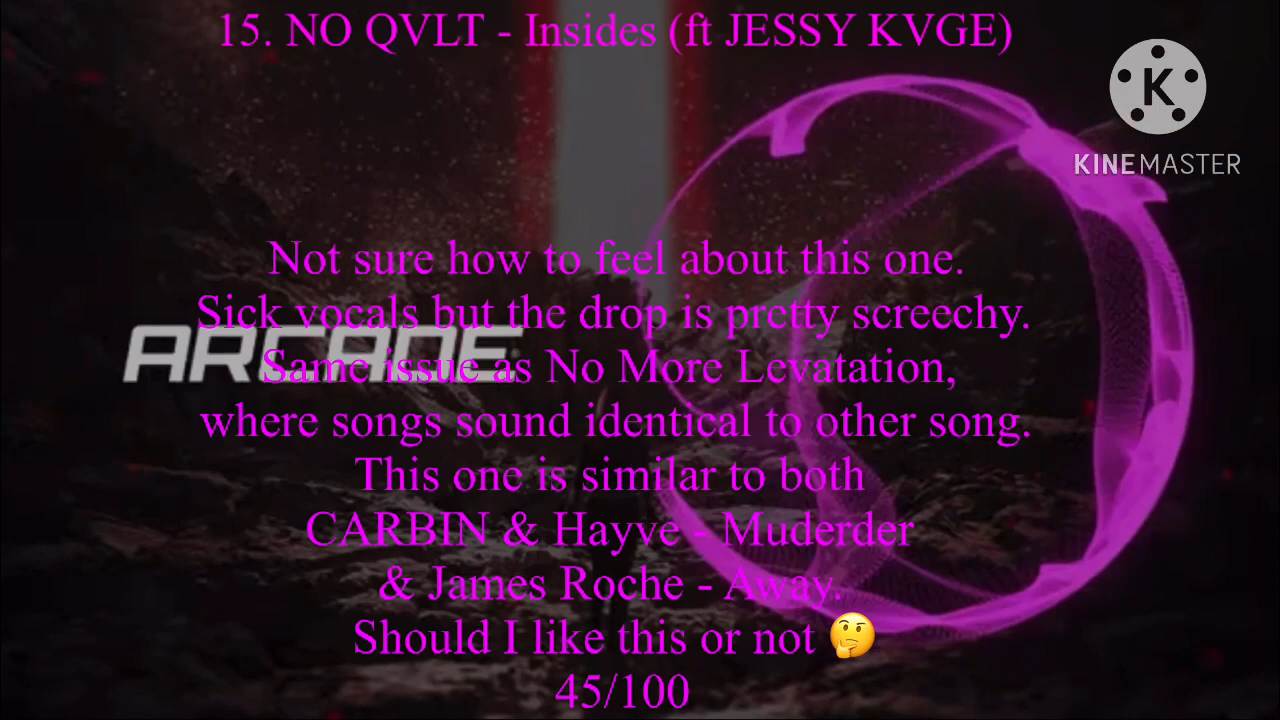 15. NO QVLT - Insides (ft JESSY KVGE)
K
KINEMASTER
Not sure how to feel about this one.
Sick vocals but the drop is pretty screechy.
ARCADE
Same issue as No More Levatation,
where songs sound identical to other song.
This one is similar to both
CARBIN & Hayve - Muderder
& James Roche - Away.
Should I like this or not 🤔
45/100